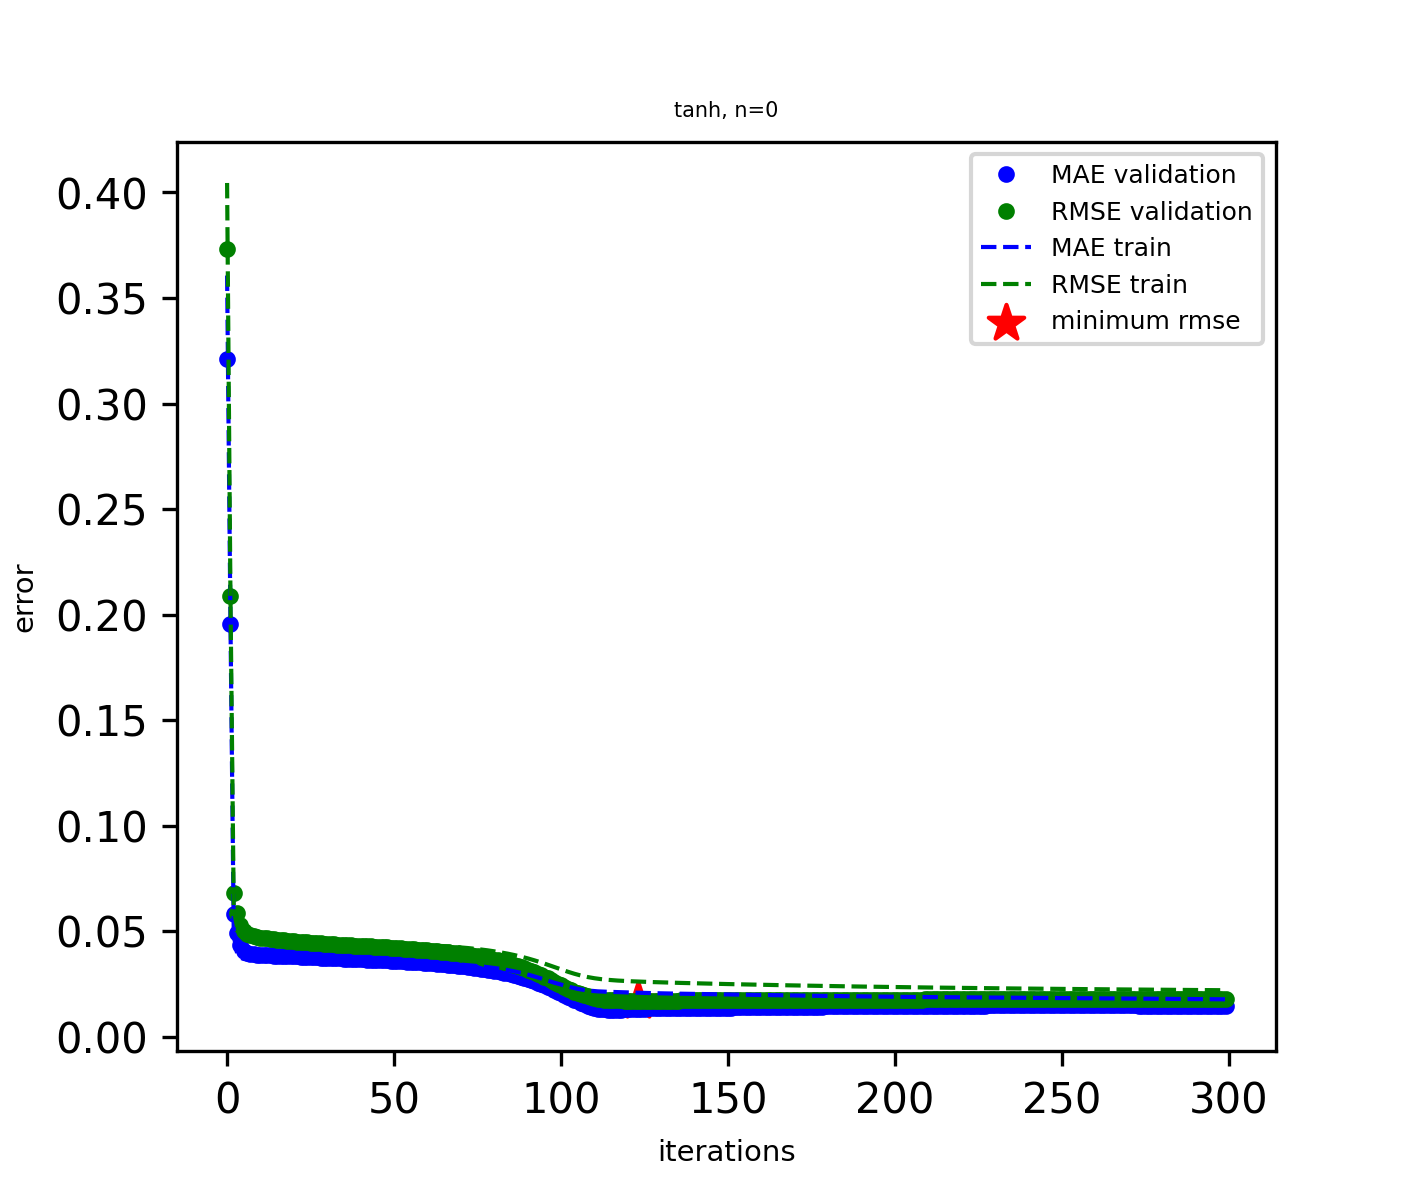 tanh, n=0
MAE validation
RMSE validation
MAE train
RMSE train
minimum rmse
error
0.40
0.35
0.30
0.25
0.20
0.15
0.10
0.05
0.00
0 50 100 150 200 250 300
iterations